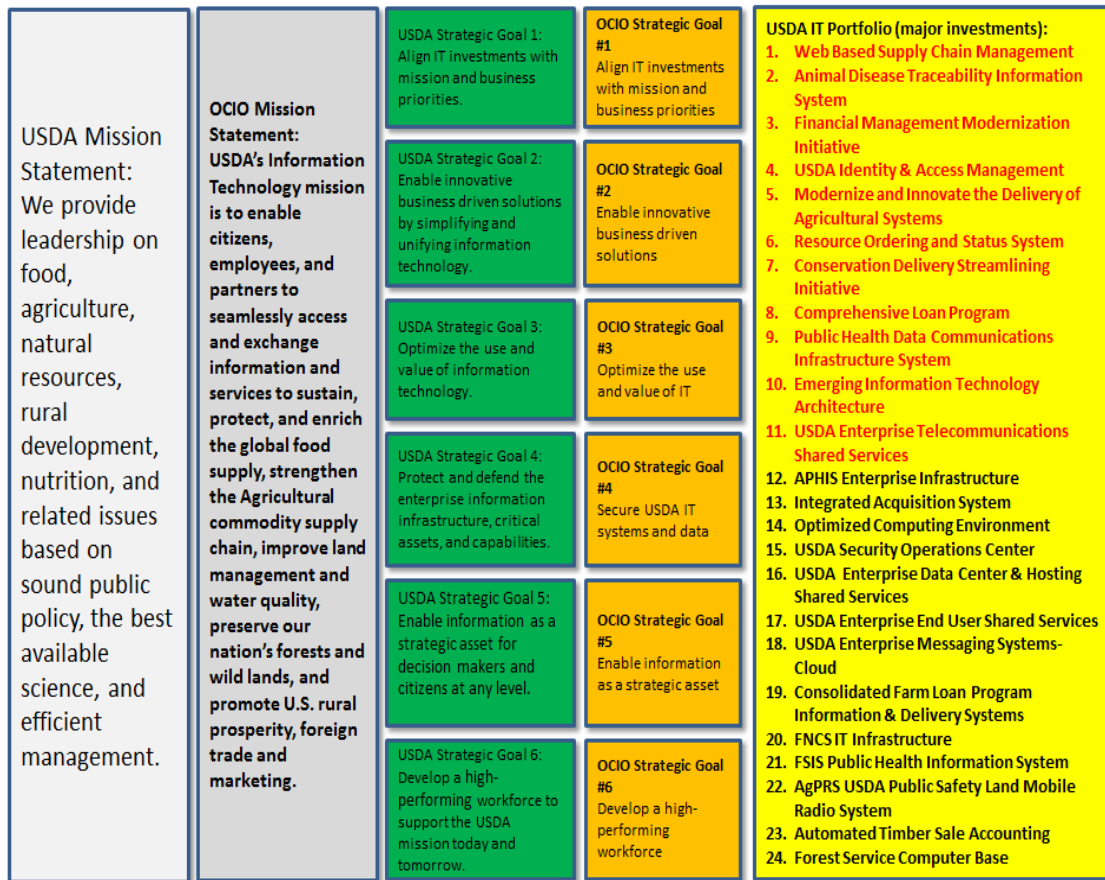 USDA Mission
Statement:
We provide
leadership on
food,
agriculture,
natural
resources,
rural
development,
nutrition, and
related issues
based on
sound public
policy, the best
available
science, and
efficient
management.
OCIO Mission
Statement:
USDA's Information
Technology mission
is to enable
citizens,
employees, and
partners to
seamlessly access
and exchange
information and
services to sustain,
protect, and enrich
the global food
supply, strengthen
the Agricultural
commodity supply
chain, improve land
management and
water quality,
preserve our
nation's forests and
wild lands, and
promote U.S. rural
prosperity, foreign
trade and
marketing.
USDA Strategic Goal 1:
Align IT investments with
mission and business
priorities.
USDA Strategic Goal 2:
Enable innovative
business driven solutions
by simplifying and
unifying information
technology.
USDA Strategic Goal 3:
Optimize the use and
value of information
technology.
USDA Strategic Goal 4:
Protect and defend the
enterprise information
infrastructure, critical
assets, and capabilities.
USDA Strategic Goal 5:
Enable information as a
strategic asset for
decision makers and
citizens at any level.
USDA Strategic Goal 6:
Develop a high-
performing workforce to
support the USDA
mission today and
tomorrow.
OCIO Strategic Goal
#1
Align IT investments
with mission and
business priorities
OCIO Strategic Goal
#2
Enable innovative
business driven
solutions
OCIO Strategic Goal
#3
Optimize the use
and value of IT
OCIO Strategic Goal
#4
Secure USDA IT
systems and data
OCIO Strategic Goal
#5
Enable information
as a strategic asset
OCIO Strategic Goal
#6
Develop a high-
performing
workforce
USDA IT Portfolio (major investments):
1. Web Based Supply Chain Management
2. Animal Disease Traceability Information
System
3. Financial Management Modernization
Initiative
4. USDA Identity & Access Management
5. Modernize and Innovate the Delivery of
Agricultural Systems
6. Resource Ordering and Status System
7. Conservation Delivery Streamlining
Initiative
8. Comprehensive Loan Program
9. Public Health Data Communications
Infrastructure System
10. Emerging Information Technology
Architecture
11. USDA Enterprise Telecommunications
Shared Services
12. APHIS Enterprise Infrastructure
13. Integrated Acquisition System
14. Optimized Computing Environment
15. USDA Security Operations Center
16. USDA Enterprise Data Center & Hosting
Shared Services
17. USDA Enterprise End User Shared Services
18. USDA Enterprise Messaging Systems-
Cloud
19. Consolidated Farm Loan Program
Information & Delivery Systems
20. FNCS IT Infrastructure
21. FSIS Public Health Information System
22. AgPRS USDA Public Safety Land Mobile
Radio System
23. Automated Timber Sale Accounting
24. Forest Service Computer Base